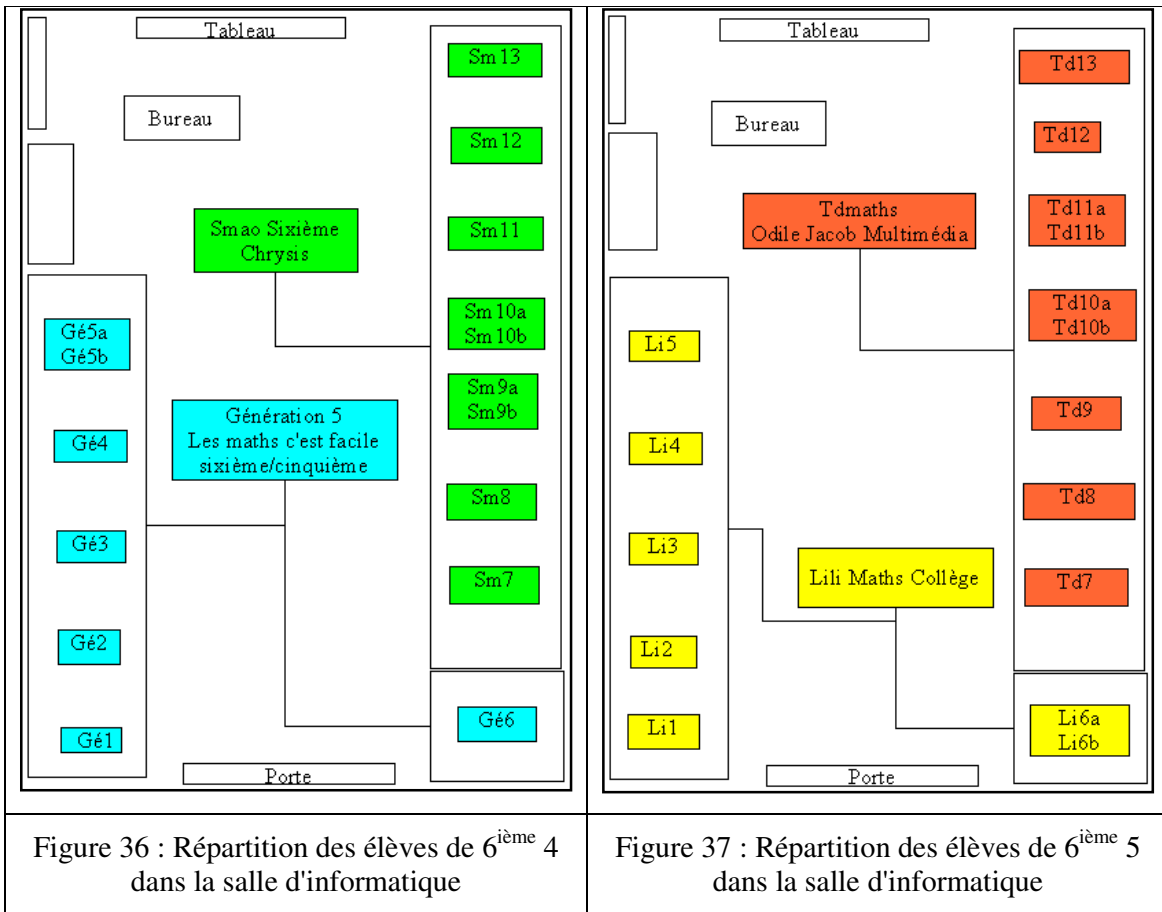 Tableau
Sm13
Bureau
Sm12
Smao Sixième
Chrysis
Sm11
Sm10a
Sm10b
Gé5a
Gé5b
Sm9a
Sm9b
Génération 5
Les maths c'est facile
sixième/cinquième
Gé4
Sm8
Gé3
Sm7
Gé2
Gé6
Gé1
Porte
Figure 36 : Répartition des élèves de 6ième 4
dans la salle d'informatique
Tableau
Td13
Bureau
Td12
Tdmaths
Odile Jacob Multimédia
Td11a
Td11b
Td10a
Td10b
Li5
Td9
Li4
Td8
Li3
Lili Maths Collège
Td7
Li2
Li1
Li6a
Li6b
Porte
Figure 37 : Répartition des élèves de 6ième 5
dans la salle d'informatique